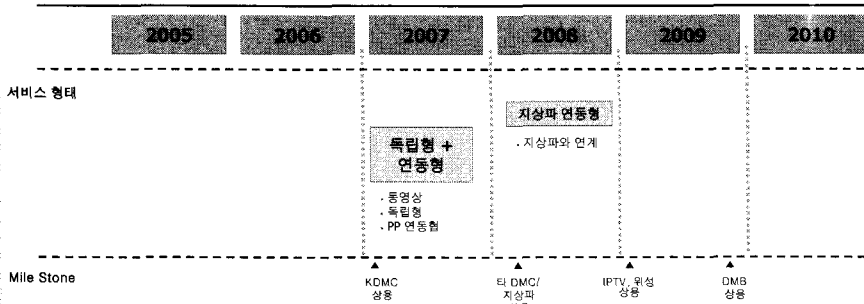 2005 2006 2007 2008 2009 2010
서비스 형태
지상파 연동형
. 지상파와 연계
독립형 +
연동형
. 동영상
. 독립형
. PP 연동협
Mile Stone
KDMC
상용
타 DMC/
지상파
IPTV, 위성
상용
DMB
상용